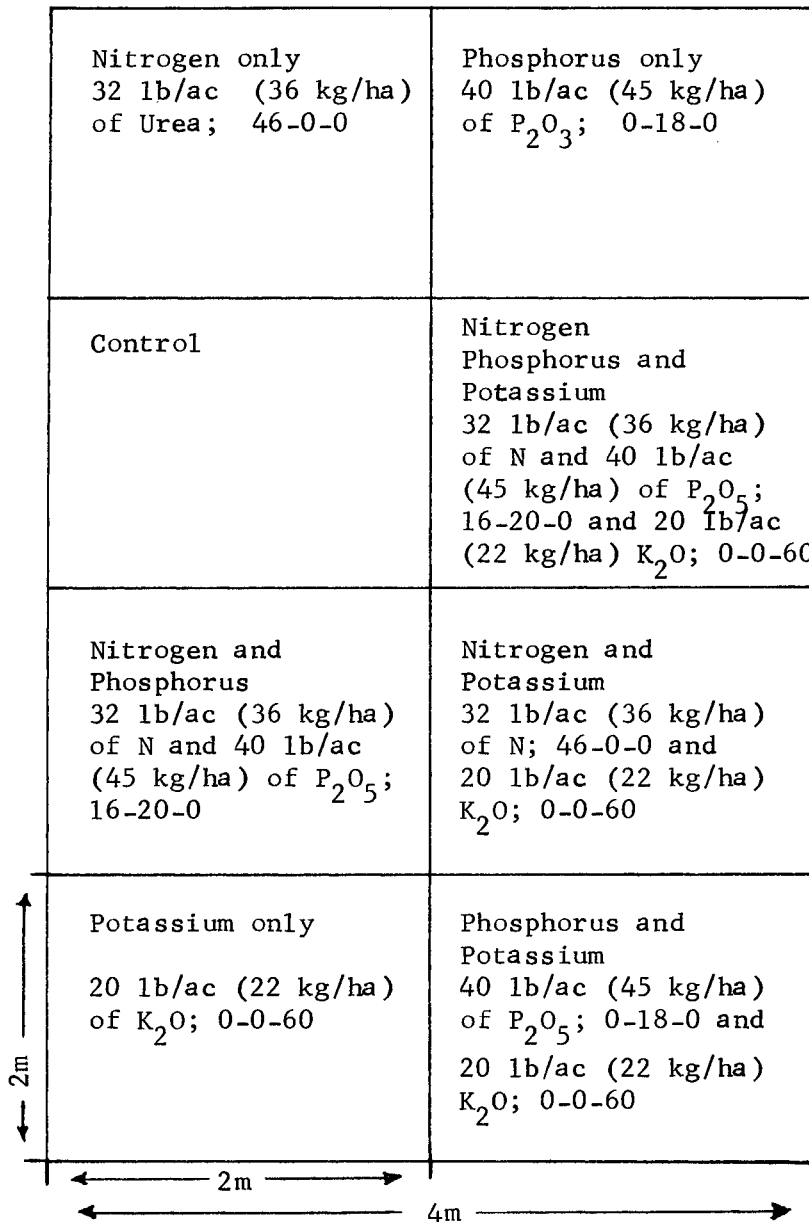 Nitrogen only
32 lb/ac (36 kg/ha)
of Urea; 46-0-0
Phosphorus only
40 lb/ac (45 kg/ha)
of P₂O₃; 0-18-0
Control
Nitrogen
Phosphorus and
Potassium
32 lb/ac (36 kg/ha)
of N and 40 lb/ac
(45 kg/ha) of P₂O₅;
16-20-0 and 20 lb/ac
(22 kg/ha) K₂O; 0-0-60
Nitrogen and
Phosphorus
32 lb/ac (36 kg/ha)
of N and 40 lb/ac
(45 kg/ha) of P₂O₅;
16-20-0
Nitrogen and
Potassium
32 lb/ac (36 kg/ha)
of N; 46-0-0 and
20 lb/ac (22 kg/ha)
K₂O; 0-0-60
Potassium only
20 lb/ac (22 kg/ha)
of K₂O; 0-0-60
Phosphorus and
Potassium
40 lb/ac (45 kg/ha)
of P₂O₅; 0-18-0 and
20 lb/ac (22 kg/ha)
K₂O; 0-0-60
2m
2m
4m